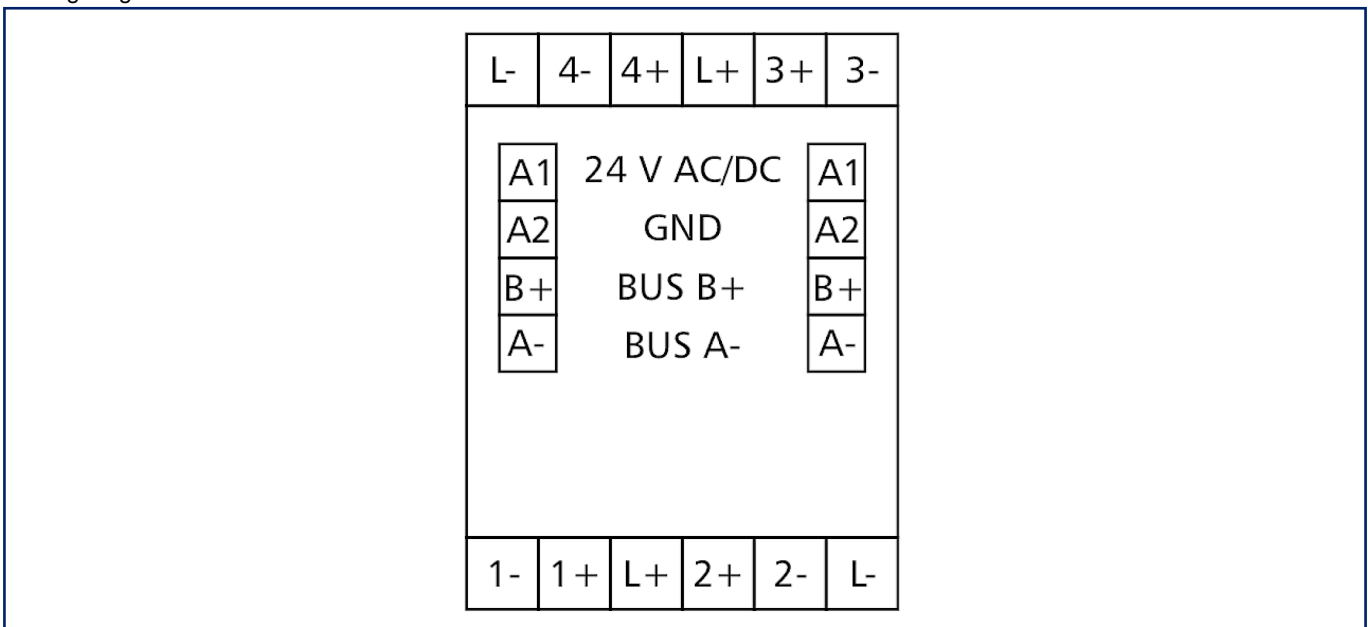 L- 4- 4+ L+ 3+ 3-
A1 24 V AC/DC A1
A2 GND A2
B+ BUS B+ B+
A- BUS A- A-
1- 1+ L+ 2+ 2- L-